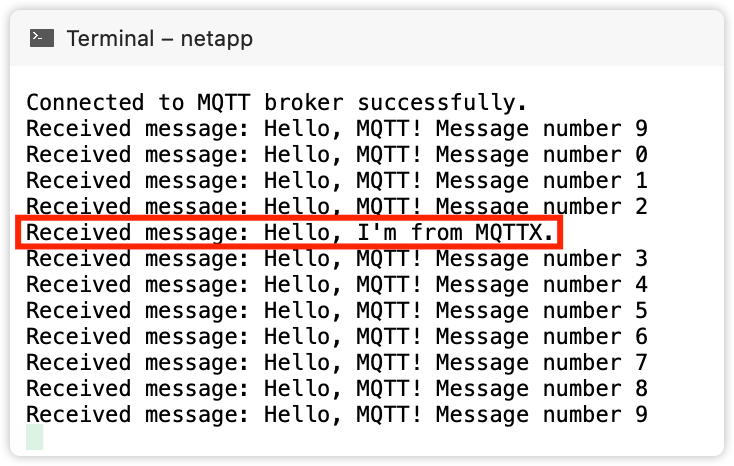 Terminal – netapp
Connected to MQTT broker successfully.
Received message: Hello, MQTT! Message number 9
Received message: Hello, MQTT! Message number 0
Received message: Hello, MQTT! Message number 1
Received message: Hello, MQTT! Message number 2
Received message: Hello, I'm from MQTTX.
Received message: Hello, MQTT! Message number 3
Received message: Hello, MQTT! Message number 4
Received message: Hello, MQTT! Message number 5
Received message: Hello, MQTT! Message number 6
Received message: Hello, MQTT! Message number 7
Received message: Hello, MQTT! Message number 8
Received message: Hello, MQTT! Message number 9